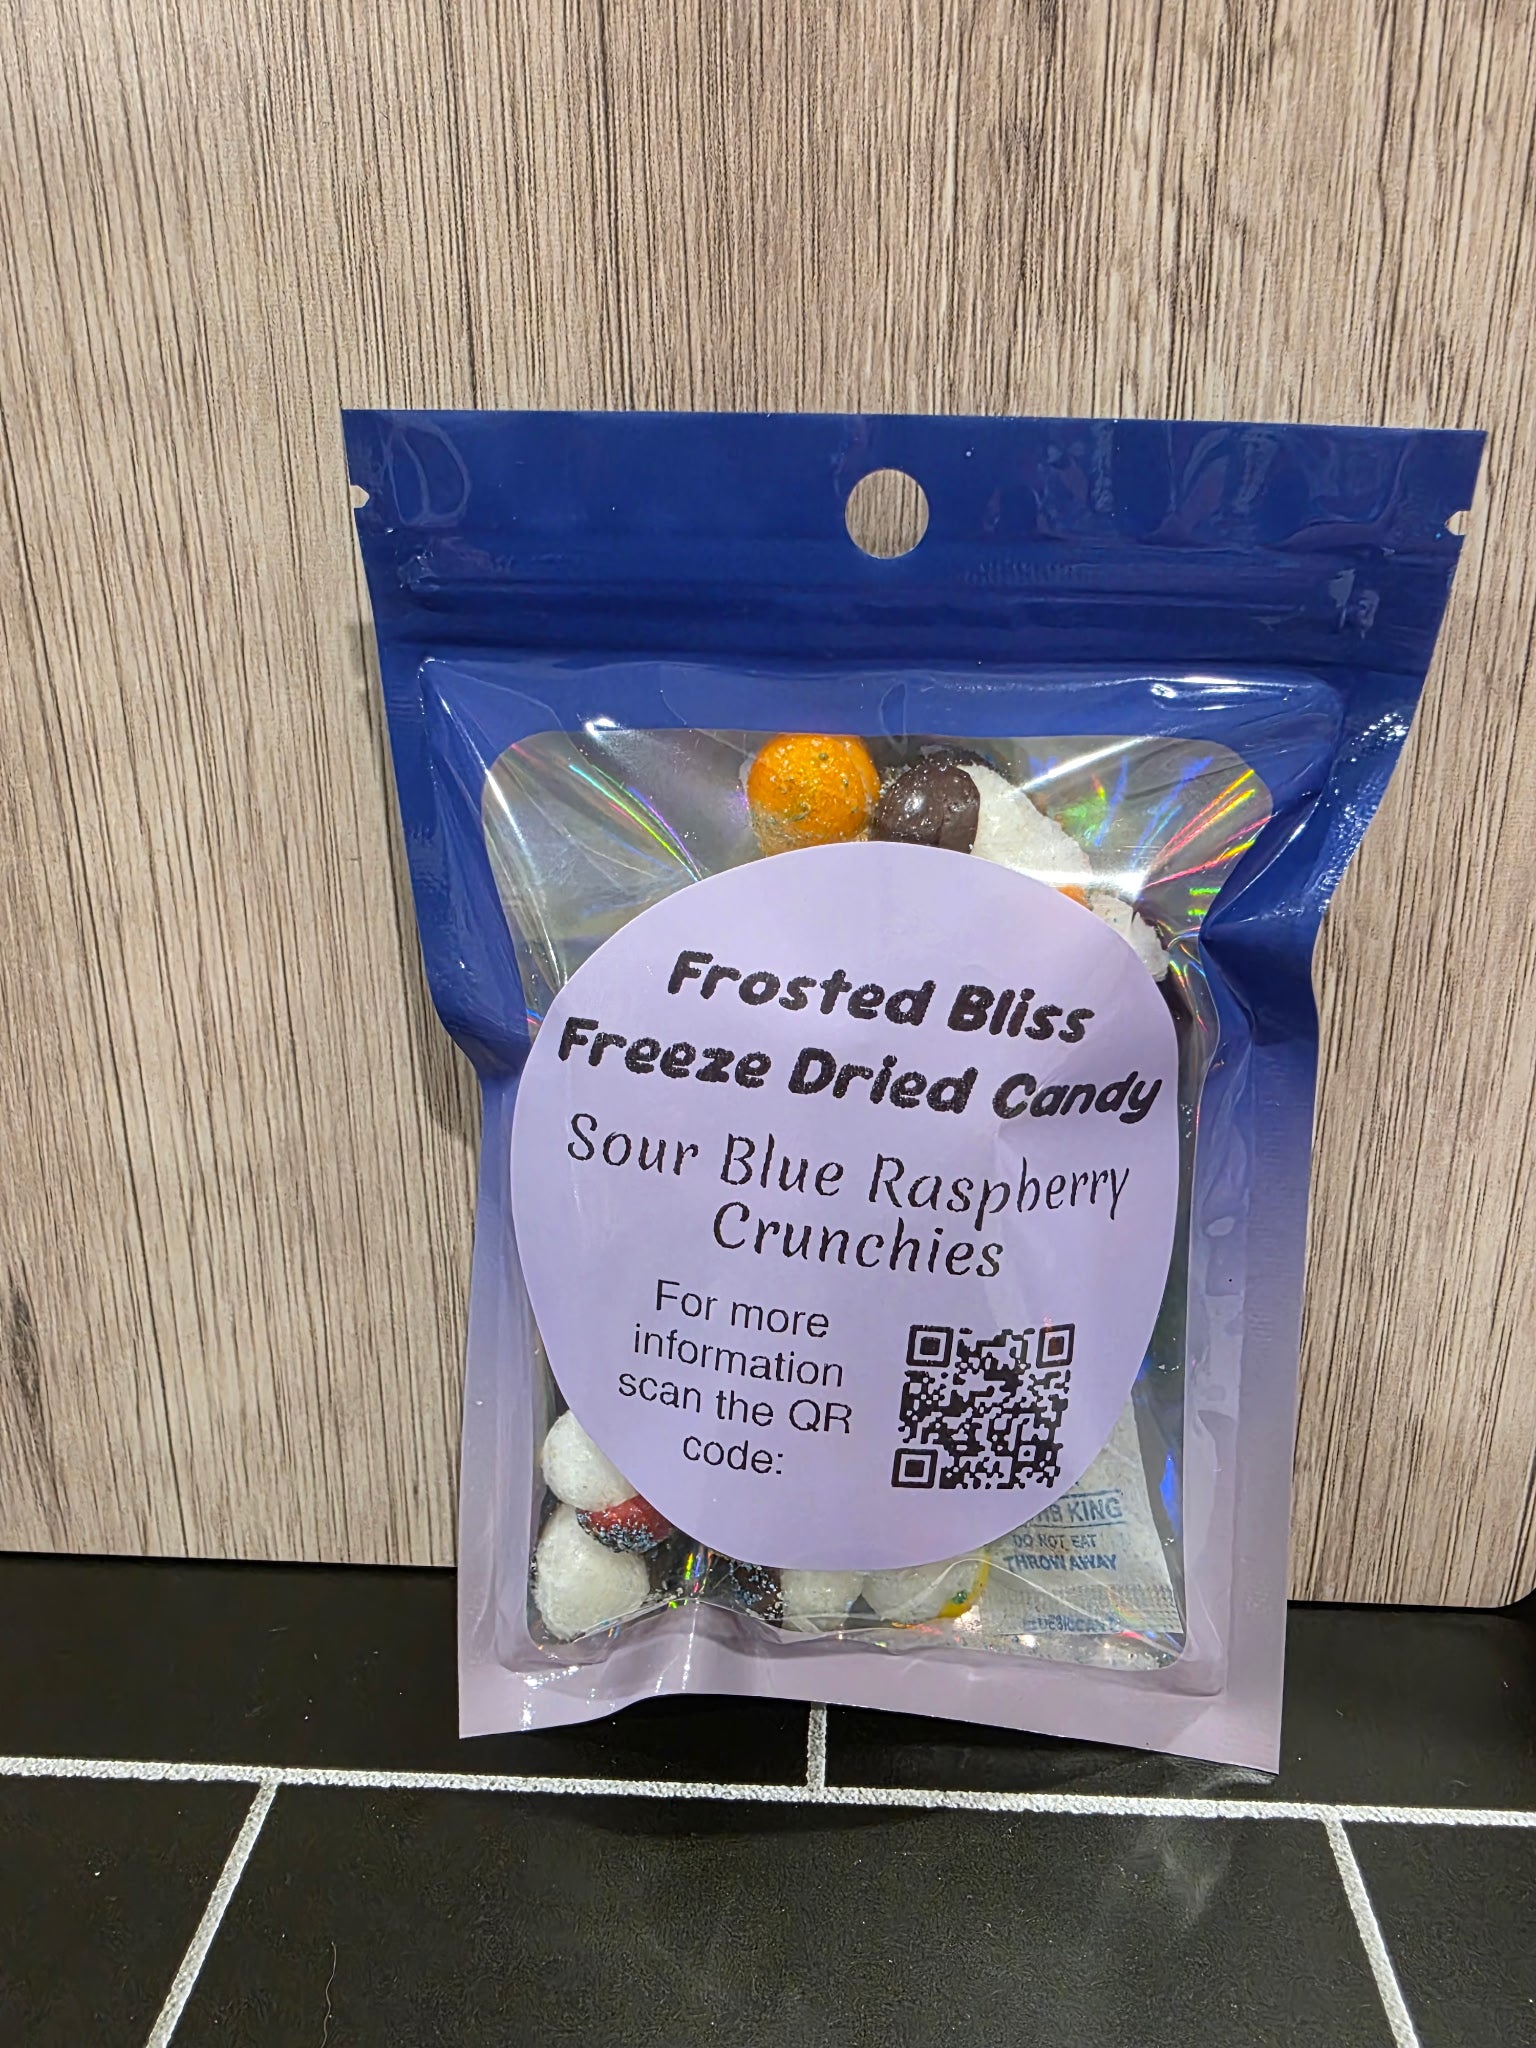 Frosted Bliss
Freeze Dried Candy
Sour Blue Raspberry
Crunchies
For more
information
scan the QR
code:
KING
DO NOT EAT
THROW AWAY